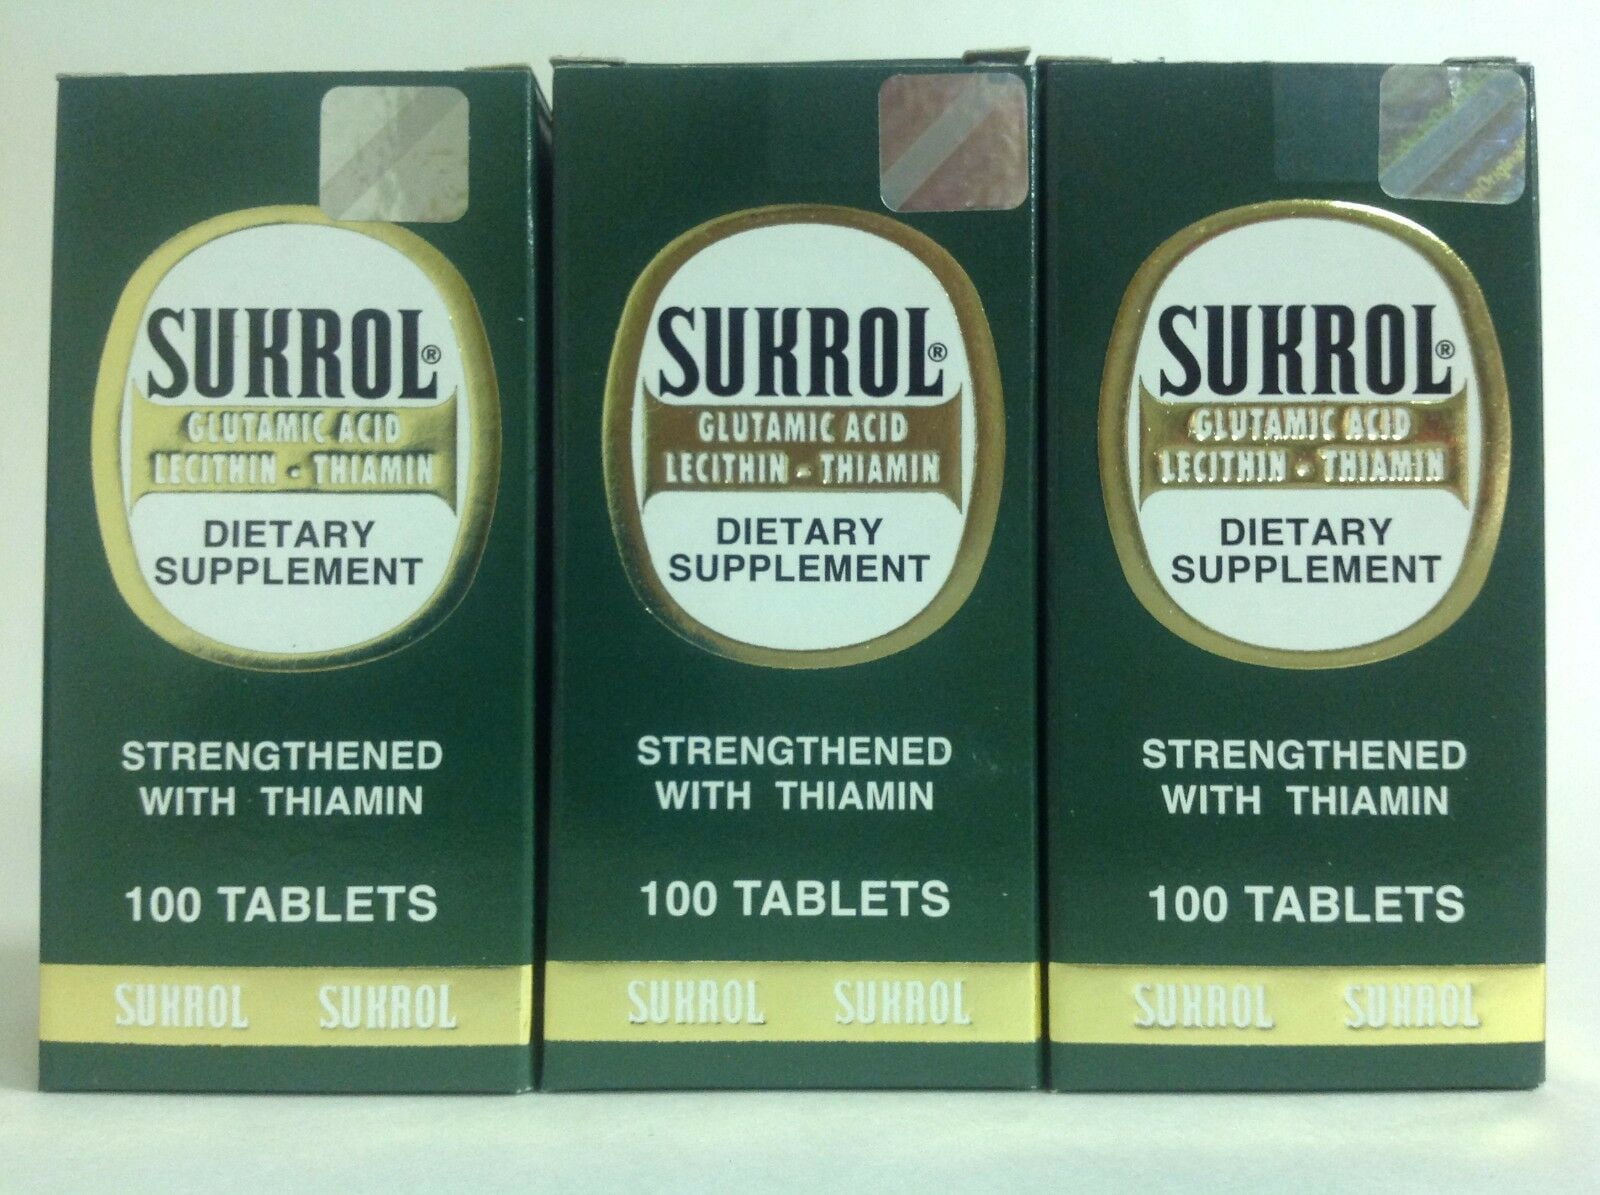 SUKROL®
GLUTAMIC ACID
LECITHIN • THIAMIN
DIETARY
SUPPLEMENT
STRENGTHENED
WITH THIAMIN
100 TABLETS
SUKROL SUKROL
SUKROL®
GLUTAMIC ACID
LECITHIN • THIAMIN
DIETARY
SUPPLEMENT
STRENGTHENED
WITH THIAMIN
100 TABLETS
SUKROL SUKROL
SUKROL®
GLUTAMIC ACID
LECITHIN • THIAMIN
DIETARY
SUPPLEMENT
STRENGTHENED
WITH THIAMIN
100 TABLETS
SUKROL SUKROL